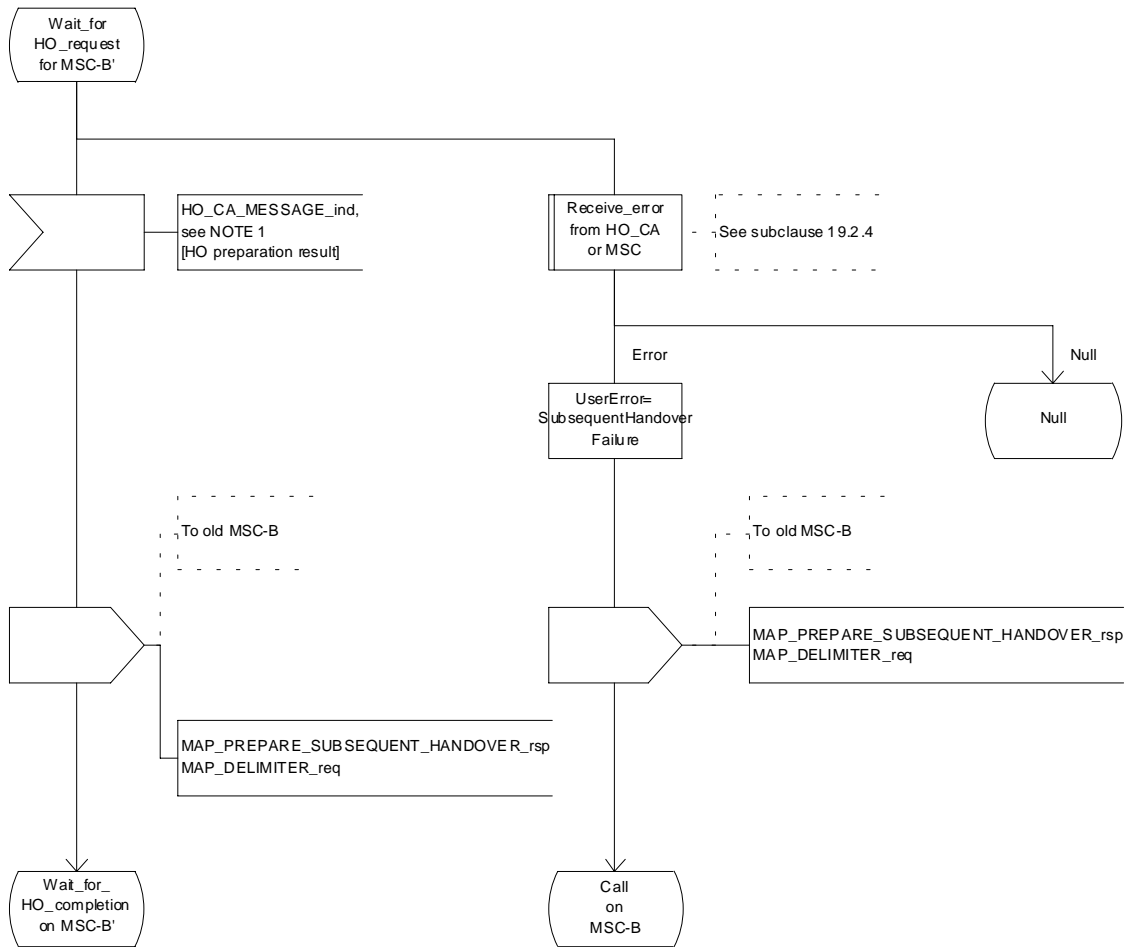 Wait_for
HO_request
for MSC-B'
HO_CA_MESSAGE_ind,
see NOTE 1
[HO preparation result]
Receive_error
from HO_CA
or MSC
See subclause 19.2.4
Error
Null
UserError=
SubsequentHandover
Failure
Null
To old MSC-B
To old MSC-B
MAP_PREPARE_SUBSEQUENT_HANDOVER_rsp
MAP_DELIMITER_req
MAP_PREPARE_SUBSEQUENT_HANDOVER_rsp
MAP_DELIMITER_req
Wait_for_
HO_completion
on MSC-B'
Call
on
MSC-B